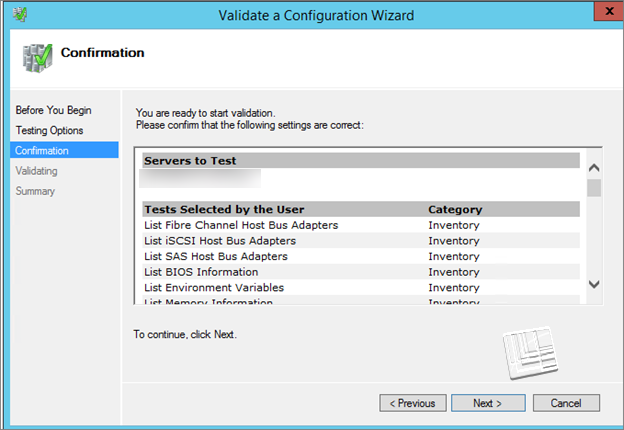 Validate a Configuration Wizard
x
Confirmation
Before You Begin
Testing Options
Confirmation
Validating
Summary
You are ready to start validation.
Please confirm that the following settings are correct:
Servers to Test
Tests Selected by the User Category
List Fibre Channel Host Bus Adapters Inventory
List iSCSI Host Bus Adapters Inventory
List SAS Host Bus Adapters Inventory
List BIOS Information Inventory
List Environment Variables Inventory
List Memory Information Inventory
To continue, click Next.
< Previous Next > Cancel